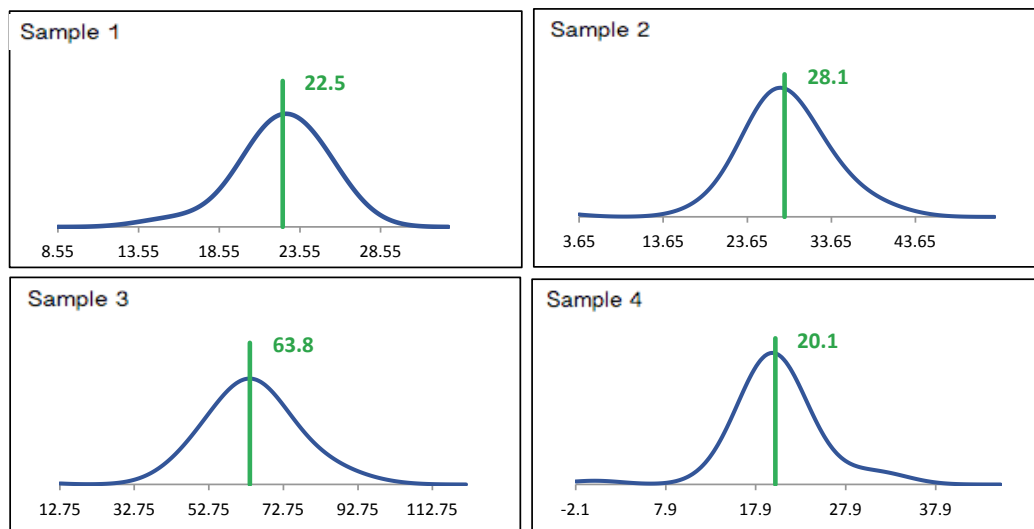 Sample 1
22.5
8.55 13.55 18.55 23.55 28.55
Sample 2
28.1
3.65 13.65 23.65 33.65 43.65
Sample 3
63.8
12.75 32.75 52.75 72.75 92.75 112.75
Sample 4
20.1
-2.1 7.9 17.9 27.9 37.9